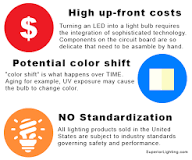 High up-front costs
Turning an LED into a light bulb requires
the integration of sophisticated technology.
Components on the circuit board are so
delicate that need to be asamble by hand.
$
Potential color shift
"color shift" is what happens over TIME.
Aging for example, UV exposure may cause
the bulb to change color.
NO Standardization
All lighting products sold in the United
States are subject to industry standards
governing safety and performance.
SuperiorLighting.com